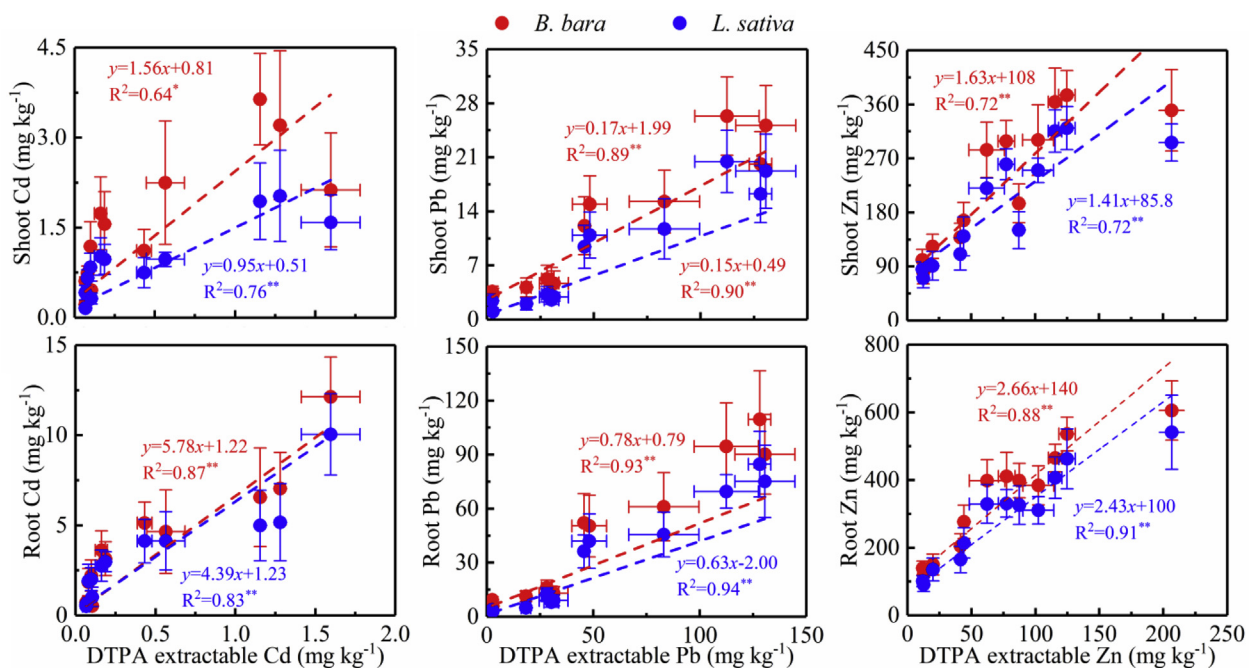 B. bara L. sativa
4.5
3.0
1.5
0.0
Shoot Cd (mg kg-1)
y=1.56x+0.81
R2=0.64*
y=0.95x+0.51
R2=0.76**
35
28
21
14
7
0
Shoot Pb (mg kg-1)
y=0.17x+1.99
R2=0.89**
y=0.15x+0.49
R2=0.90**
450
360
270
180
90
0
Shoot Zn (mg kg-1)
y=1.63x+108
R2=0.72**
y=1.41x+85.8
R2=0.72**
15
10
5
0
Root Cd (mg kg-1)
y=5.78x+1.22
R2=0.87**
y=4.39x+1.23
R2=0.83**
0.0 0.5 1.0 1.5 2.0
DTPA extractable Cd (mg kg-1)
150
120
90
60
30
0
Root Pb (mg kg-1)
y=0.78x+0.79
R2=0.93**
y=0.63x-2.00
R2=0.94**
0 50 100 150
DTPA extractable Pb (mg kg-1)
800
600
400
200
0
Root Zn (mg kg-1)
y=2.66x+140
R2=0.88**
y=2.43x+100
R2=0.91**
0 50 100 150 200 250
DTPA extractable Zn (mg kg-1)